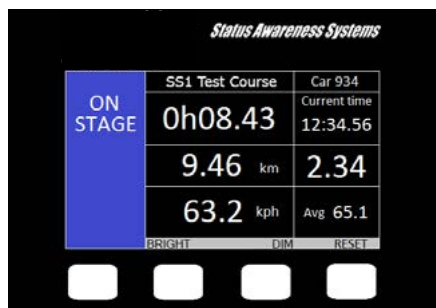 Status Awareness Systems
SS1 Test Course Car 934
ON STAGE
0h08.43
Current time
12:34.56
9.46 km 2.34
63.2 kph Avg 65.1
BRIGHT DIM RESET